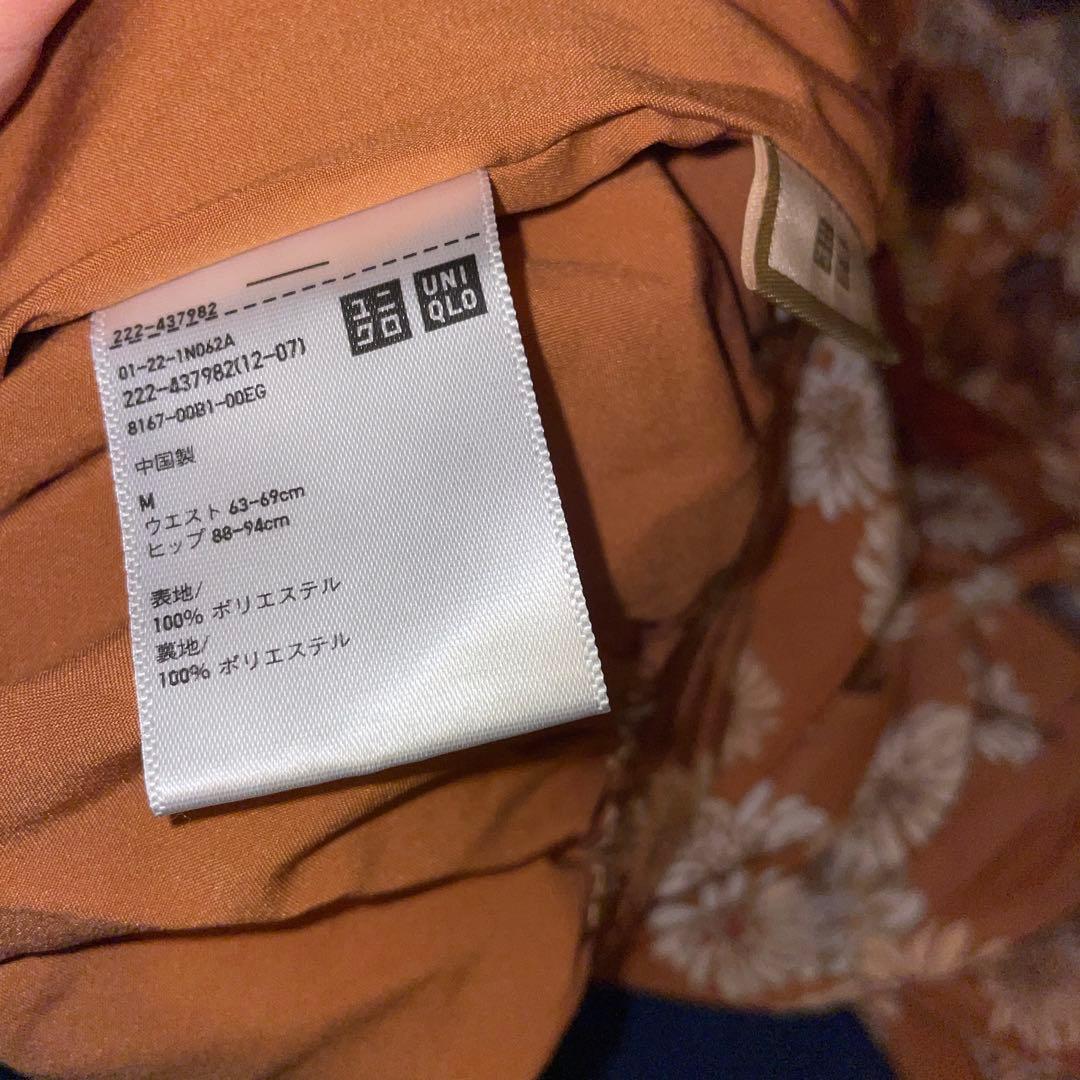 222-437982
ユニクロ
UNIQLO
01-22-1N062A
222-437982(12-07)
8167-00B1-00EG
中国製
M
ウエスト 63-69cm
ヒップ 88-94cm
表地/
100% ポリエステル
裏地/
100% ポリエステル